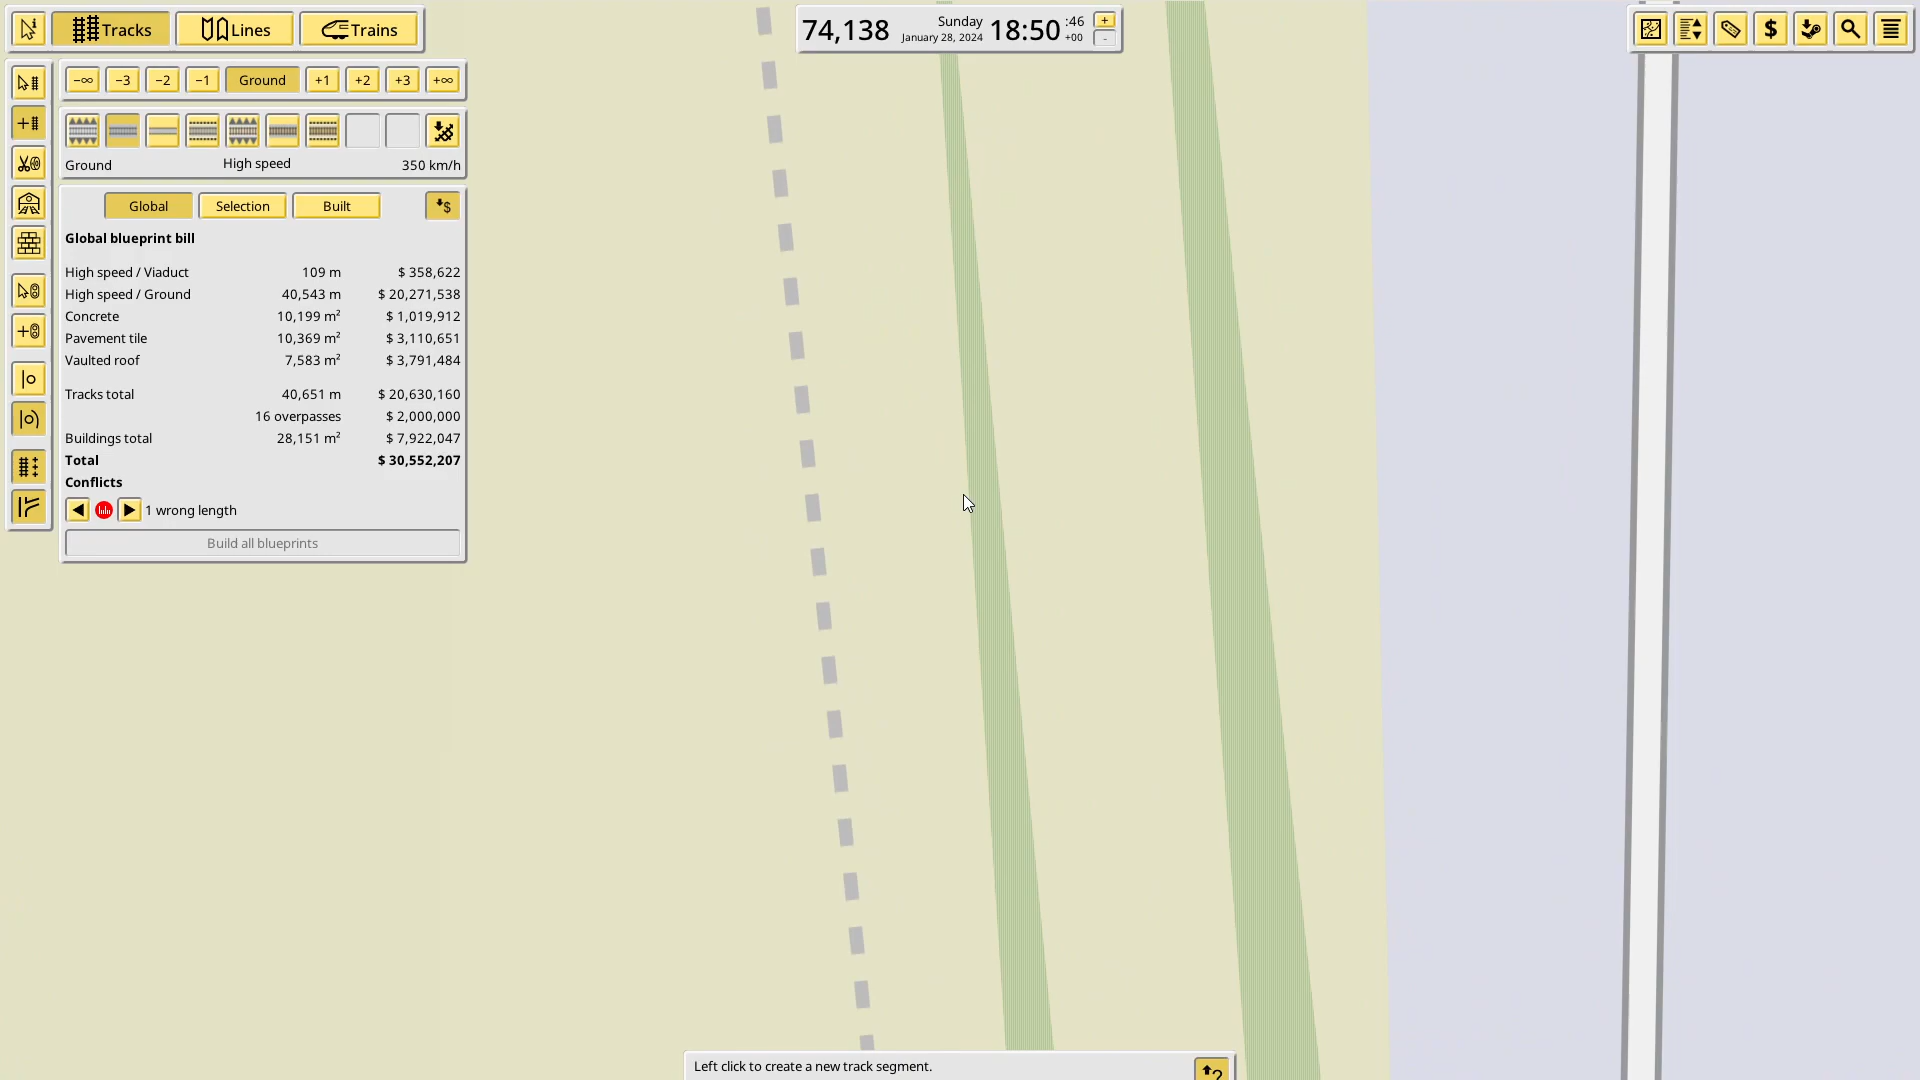 Tracks
Lines
Trains
74,138
Sunday
January 28, 2024
18:50
:46
+00
+
-
$
−∞
−3
−2
−1
Ground
+1
+2
+3
+∞
Ground
High speed
350 km/h
Global
Selection
Built
$
Global blueprint bill
High speed / Viaduct 109 m $ 358,622
High speed / Ground 40,543 m $ 20,271,538
Concrete 10,199 m² $ 1,019,912
Pavement tile 10,369 m² $ 3,110,651
Vaulted roof 7,583 m² $ 3,791,484
Tracks total 40,651 m $ 20,630,160
16 overpasses $ 2,000,000
Buildings total 28,151 m² $ 7,922,047
Total $ 30,552,207
Conflicts
1 wrong length
Build all blueprints
Left click to create a new track segment.
?